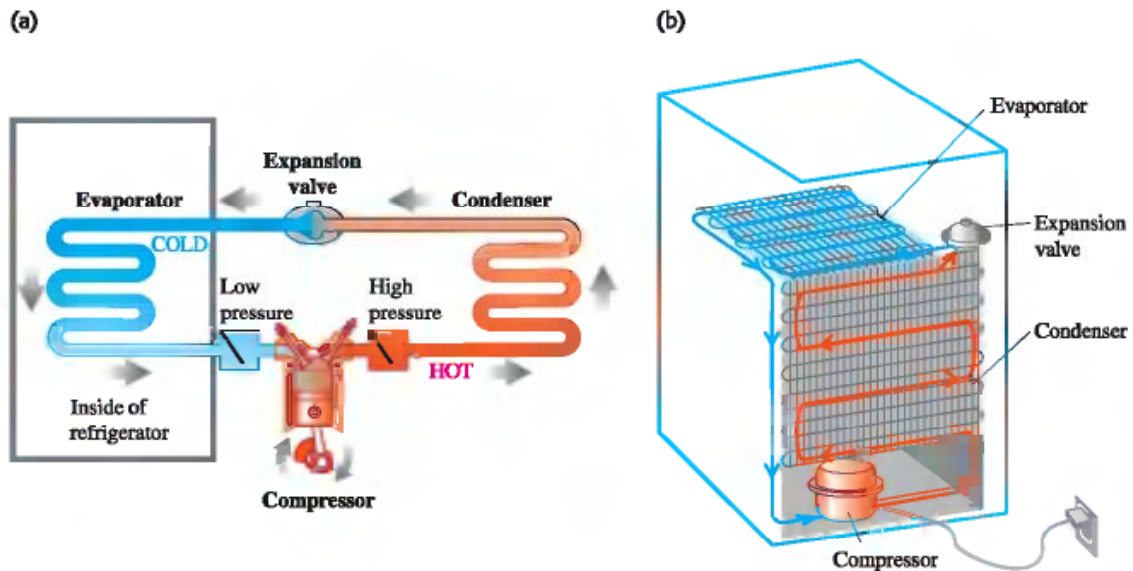 (a)
Expansion
valve
Evaporator
Condenser
COLD
Low
pressure
High
pressure
HOT
Inside of
refrigerator
Compressor
(b)
Evaporator
Expansion
valve
Condenser
Compressor